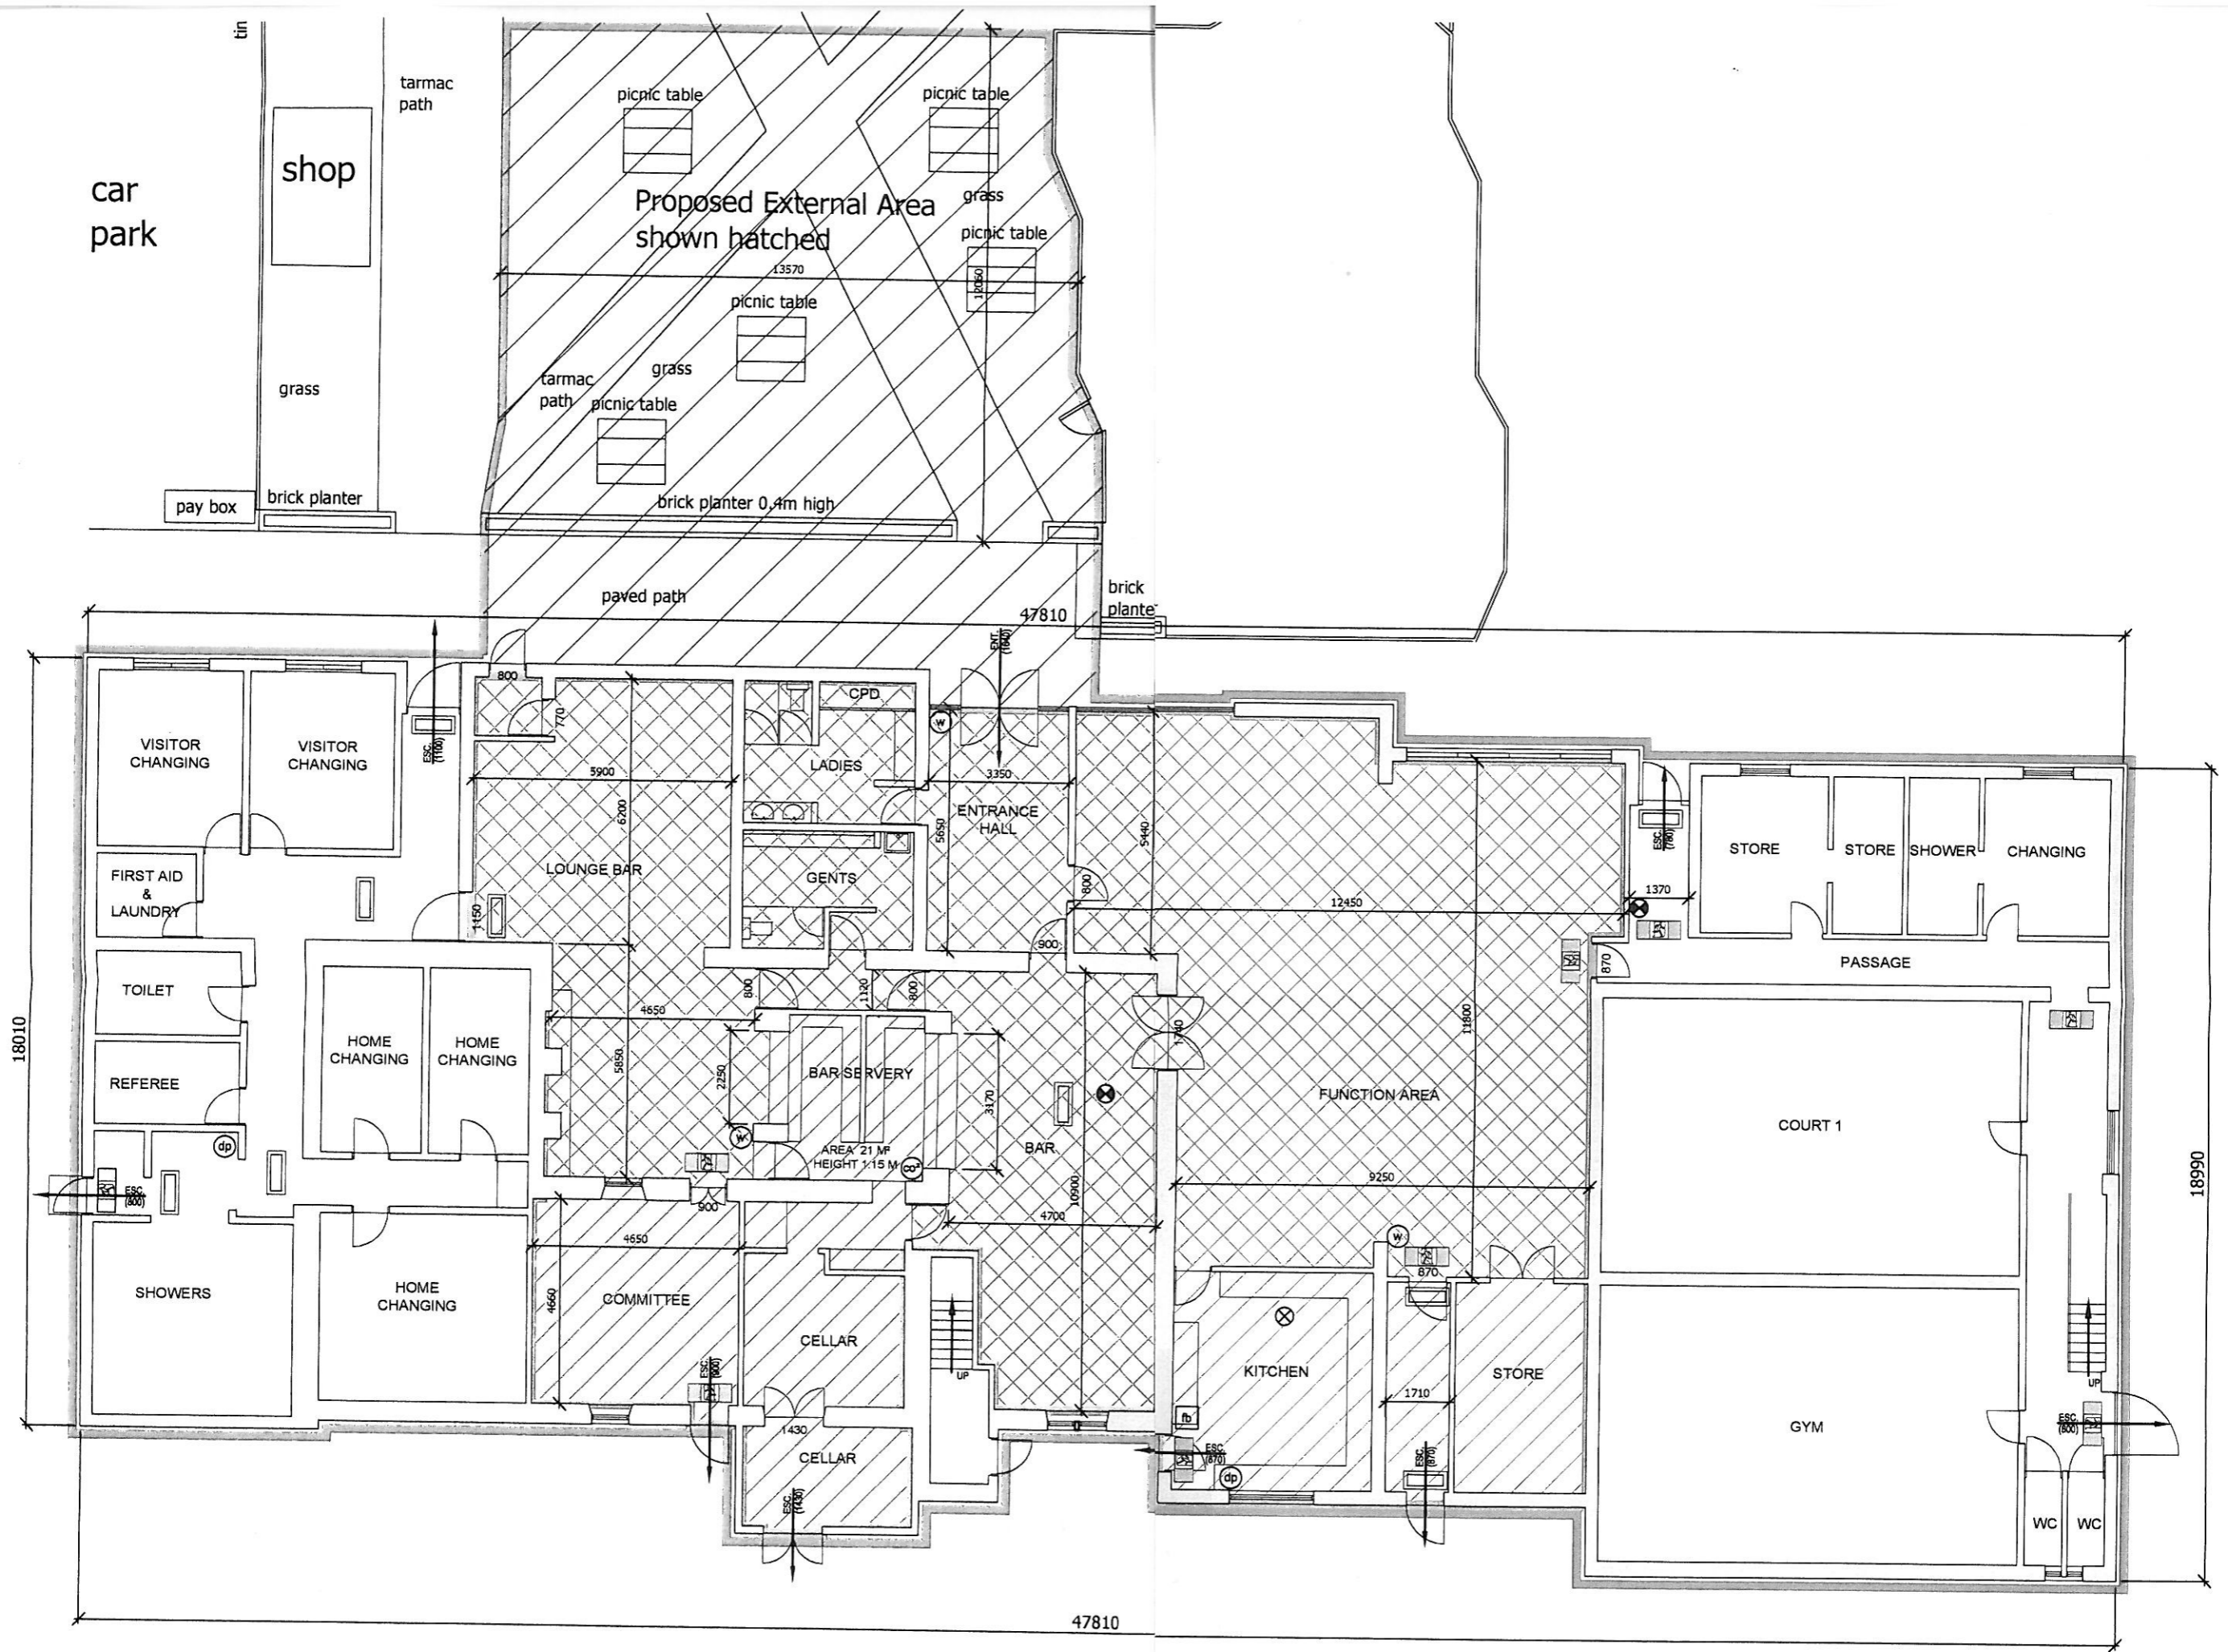 tin
tarmac
path
picnic table
picnic table
shop
car
park
Proposed External Area
shown hatched
grass
picnic table
13570
12060
picnic table
grass
grass
tarmac
path
picnic table
pay box
brick planter
brick planter 0.4m high
paved path
brick
plante
47810
ENT.
800
770
CPD
W
VISITOR
CHANGING
VISITOR
CHANGING
ESC.
(1100)
LADIES
5900
3350
6200
ENTRANCE
HALL
5650
5440
LOUNGE BAR
GENTS
FIRST AID
&
LAUNDRY
1150
800
900
12450
ESC.
(780)
1370
STORE
STORE
SHOWER
CHANGING
870
PASSAGE
TOILET
800
1120
800
18010
4650
HOME
CHANGING
HOME
CHANGING
5850
2250
BAR SERVERY
3170
1740
11800
REFEREE
FUNCTION AREA
COURT 1
dp
W
AREA 21 M²
HEIGHT 1.15 M
BAR
ESC.
(800)
10900
9250
18990
900
4700
4650
W
870
SHOWERS
HOME
CHANGING
4660
COMMITTEE
CELLAR
UP
ESC.
(900)
KITCHEN
1710
STORE
UP
fb
1430
CELLAR
ESC.
(870)
dp
ESC.
(870)
GYM
ESC.
(800)
ESC.
(1430)
WC
WC
47810